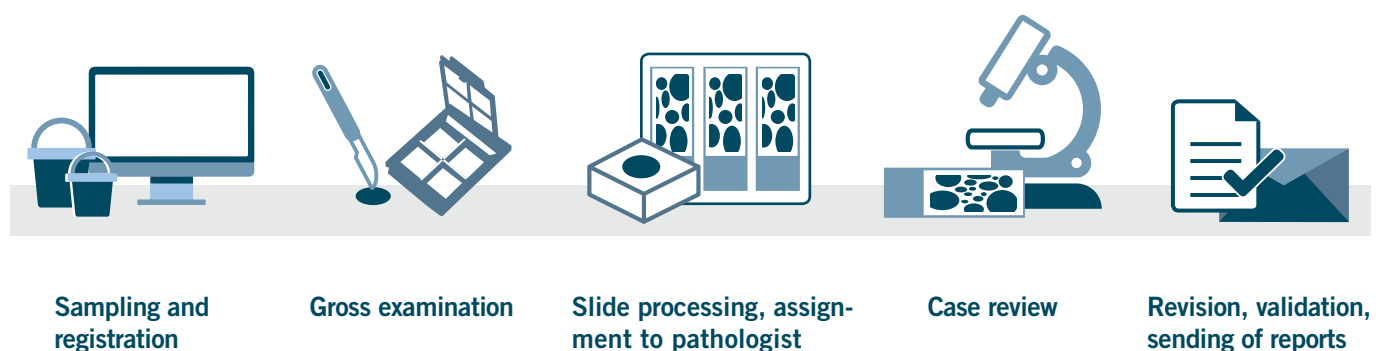 Sampling and
registration
Gross examination
Slide processing, assign-
ment to pathologist
Case review
Revision, validation,
sending of reports